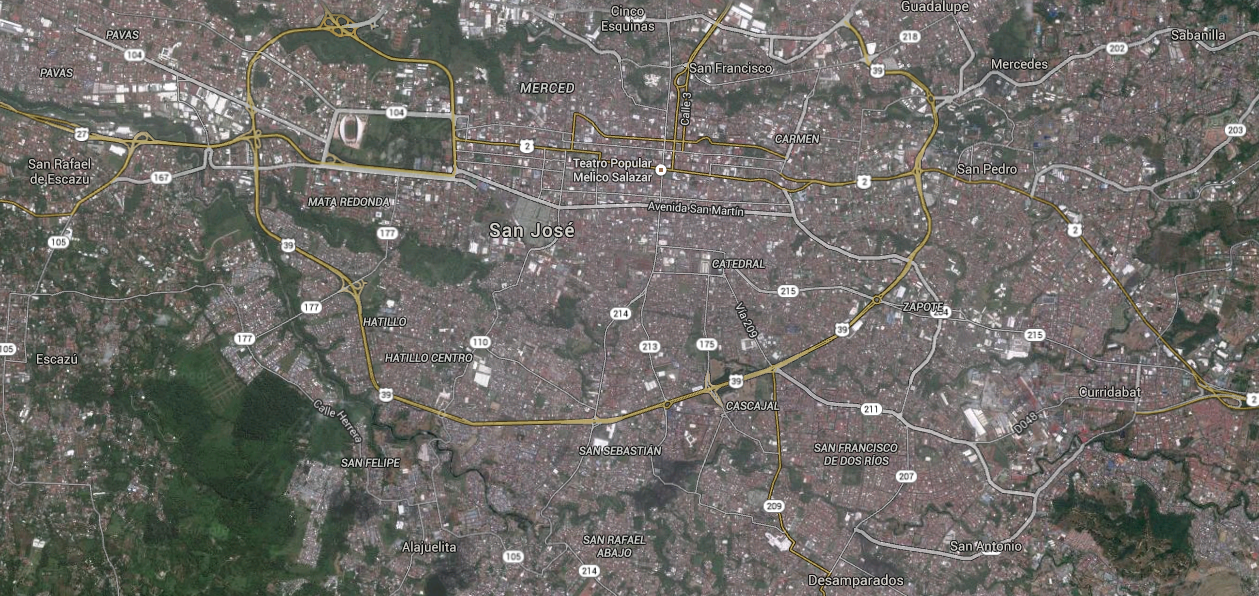 Cinco
Esquinas
Guadalupe
PAVAS
218
Sabanilla
104
202
Mercedes
San Francisco
39
PAVAS
MERCED
Calle 3
104
27
203
CARMEN
2
San Rafael
de Escazú
Teatro Popular
Melico Salazar
San Pedro
167
2
MATA REDONDA
Avenida San Martín
San José
177
2
105
39
CATEDRAL
215
177
ZAPOTE
204
214
Vía 209
HATILLO
39
215
177
110
213
175
105
Escazú
HATILLO CENTRO
39
Curridabat
39
2
Calle Herrera
CASCAJAL
211
D04B
SAN SEBASTIÁN
SAN FRANCISCO
DE DOS RÍOS
SAN FELIPE
207
209
Alajuelita
SAN RAFAEL
ABAJO
San Antonio
105
214
Desamparados